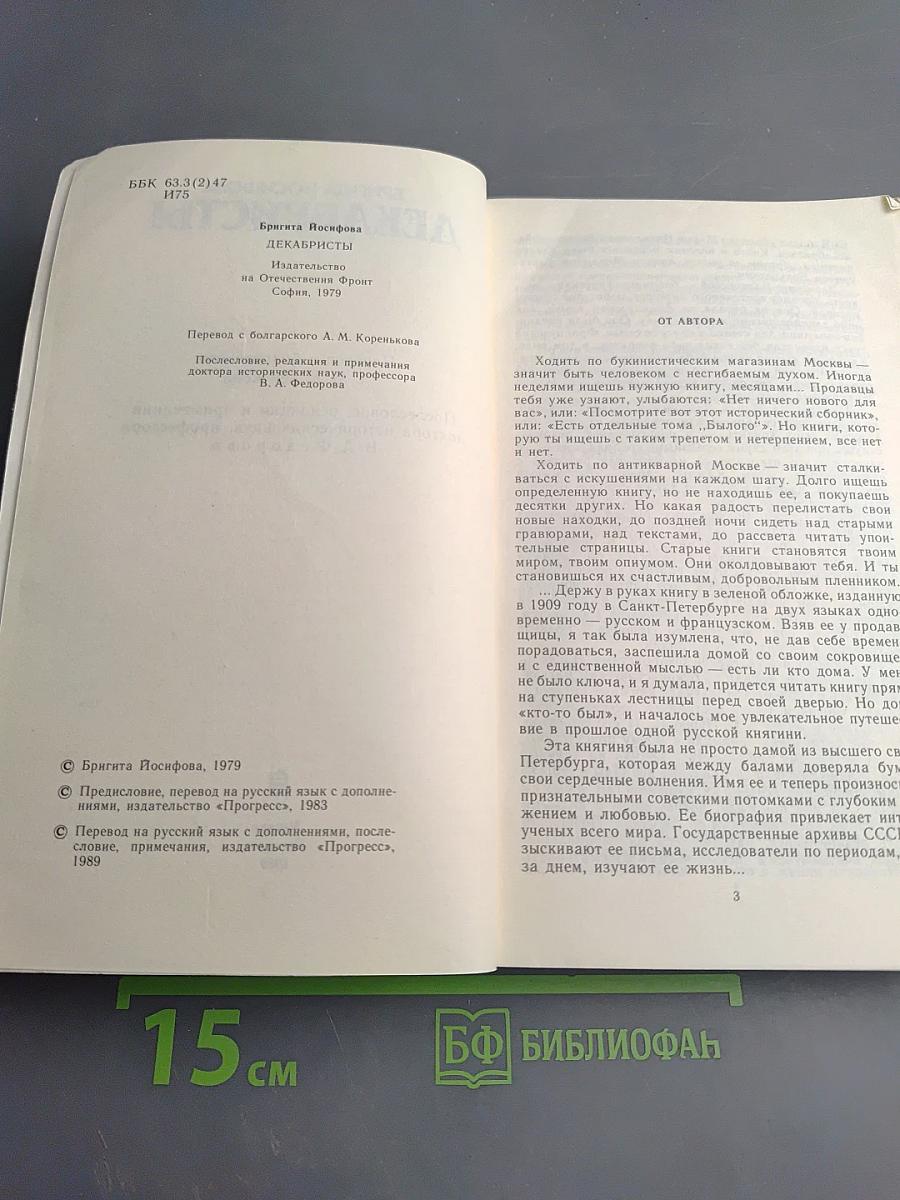 ББК 63.3(2)47
И75
Бригита Йосифова
ДЕКАБРИСТЫ
Издательство
на Отечествения Фронт
София, 1979
Перевод с болгарского А. М. Коренькова
Послесловие, редакция и примечания
доктора исторических наук, профессора
В. А. Федорова
© Бригита Йосифова, 1979
© Предисловие, перевод на русский язык с дополне-
ниями, издательство «Прогресс», 1983
© Перевод на русский язык с дополнениями, после-
словие, примечания, издательство «Прогресс»,
1989
ОТ АВТОРА
Ходить по букинистическим магазинам Москвы —
значит быть человеком с несгибаемым духом. Иногда
неделями ищешь нужную книгу, месяцами... Продавцы
тебя уже узнают, улыбаются: «Нет ничего нового для
вас», или: «Посмотрите вот этот исторический сборник»,
или: «Есть отдельные тома „Былого“». Но книги, кото-
рую ты ищешь с таким трепетом и нетерпением, все нет
и нет.
Ходить по антикварной Москве — значит сталки-
ваться с искушениями на каждом шагу. Долго ищешь
определенную книгу, но не находишь ее, а покупаешь
десятки других. Но какая радость перелистать свои
новые находки, до поздней ночи сидеть над старыми
гравюрами, над текстами, до рассвета читать упои-
тельные страницы. Старые книги становятся твоим
миром, твоим опиумом. Они околдовывают тебя. И ты
становишься их счастливым, добровольным пленником.
... Держу в руках книгу в зеленой обложке, изданную
в 1909 году в Санкт-Петербурге на двух языках одно-
временно — русском и французском. Взяв ее у продав
щицы, я так была изумлена, что, не дав себе времен
порадоваться, заспешила домой со своим сокровище
и с единственной мыслью — есть ли кто дома. У мен
не было ключа, и я думала, придется читать книгу прям
на ступеньках лестницы перед своей дверью. Но до
«кто-то был», и началось мое увлекательное путеше
вие в прошлое одной русской княгини.
Эта княгиня была не просто дамой из высшего св
Петербурга, которая между балами доверяла бум
свои сердечные волнения. Имя ее и теперь произнос
признательными советскими потомками с глубоким
жением и любовью. Ее биография привлекает инт
ученых всего мира. Государственные архивы СССР
зыскивают ее письма, исследователи по периодам,
за днем, изучают ее жизнь...
3
15 см
БФ БИБЛИОФАН